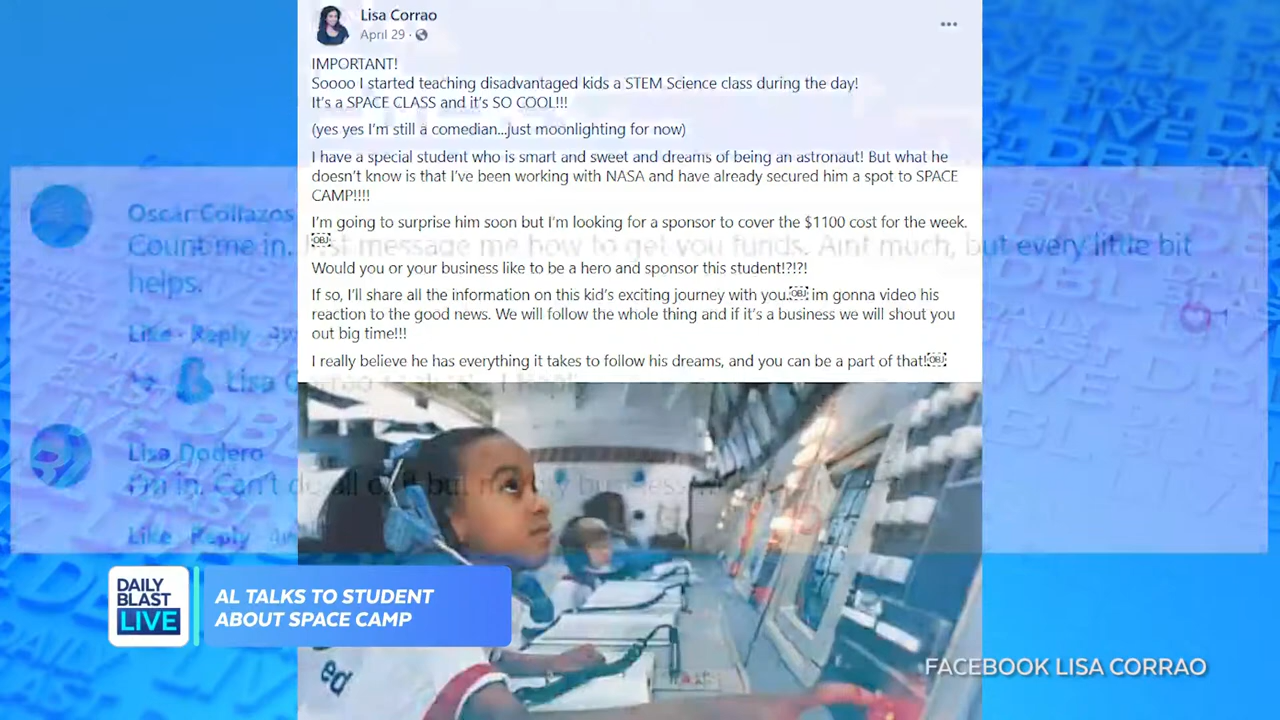 Lisa Corrao
April 29
IMPORTANT!
Soooo I started teaching disadvantaged kids a STEM Science class during the day!
It's a SPACE CLASS and it's SO COOL!!!
(yes yes I'm still a comedian...just moonlighting for now)
I have a special student who is smart and sweet and dreams of being an astronaut! But what he
doesn't know is that I've been working with NASA and have already secured him a spot to SPACE
CAMP!!!!
I'm going to surprise him soon but I'm looking for a sponsor to cover the $1100 cost for the week.
OBJ
Would you or your business like to be a hero and sponsor this student!?!?!
If so, I'll share all the information on this kid's exciting journey with you.OBJ im gonna video his
reaction to the good news. We will follow the whole thing and if it's a business we will shout you
out big time!!!
I really believe he has everything it takes to follow his dreams, and you can be a part of that!OBJ
Oscar Collazos
Count me in. Just message me how to get you funds. Aint much, but every little bit
helps.
Like · Reply
1
Lisa
Lisa Dodero
I'm in. Can't do all of it but
Like Reply
ed
DAILY
BLAST
LIVE
AL TALKS TO STUDENT
ABOUT SPACE CAMP
FACEBOOK LISA CORRAO